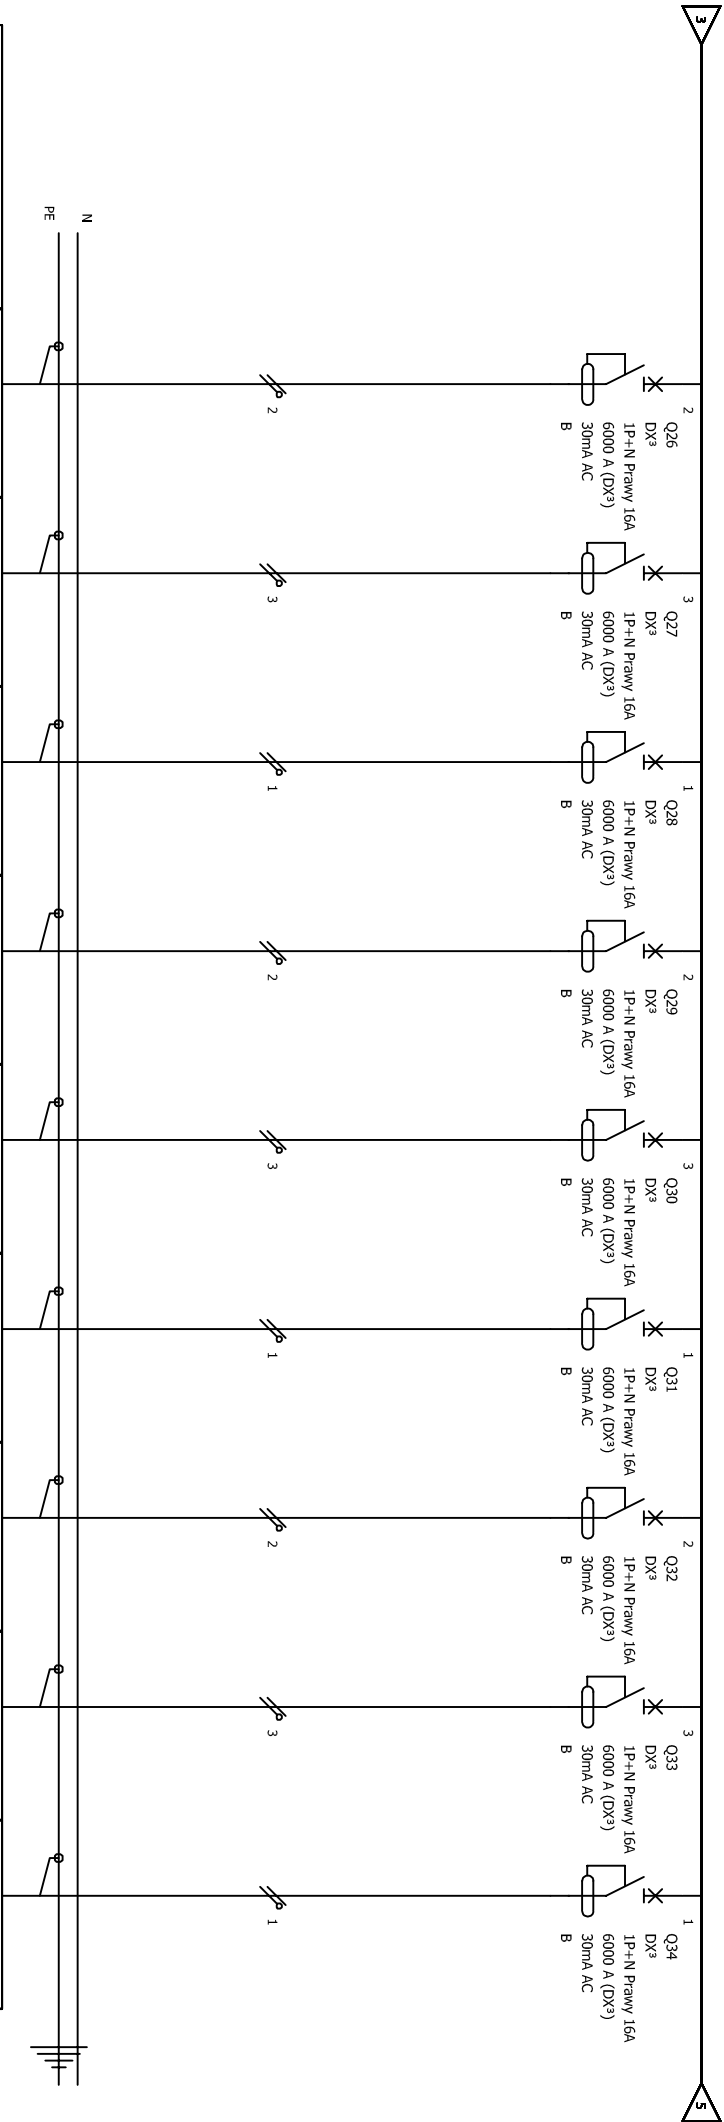 3
2
Q26
DX³
1P+N Prawy 16A
6000 A (DX³)
30mA AC
B
3
Q27
DX³
1P+N Prawy 16A
6000 A (DX³)
30mA AC
B
1
Q28
DX³
1P+N Prawy 16A
6000 A (DX³)
30mA AC
B
2
Q29
DX³
1P+N Prawy 16A
6000 A (DX³)
30mA AC
B
3
Q30
DX³
1P+N Prawy 16A
6000 A (DX³)
30mA AC
B
1
Q31
DX³
1P+N Prawy 16A
6000 A (DX³)
30mA AC
B
2
Q32
DX³
1P+N Prawy 16A
6000 A (DX³)
30mA AC
B
3
Q33
DX³
1P+N Prawy 16A
6000 A (DX³)
30mA AC
B
1
Q34
DX³
1P+N Prawy 16A
6000 A (DX³)
30mA AC
B
5
2
3
1
2
3
1
2
3
1
N
PE